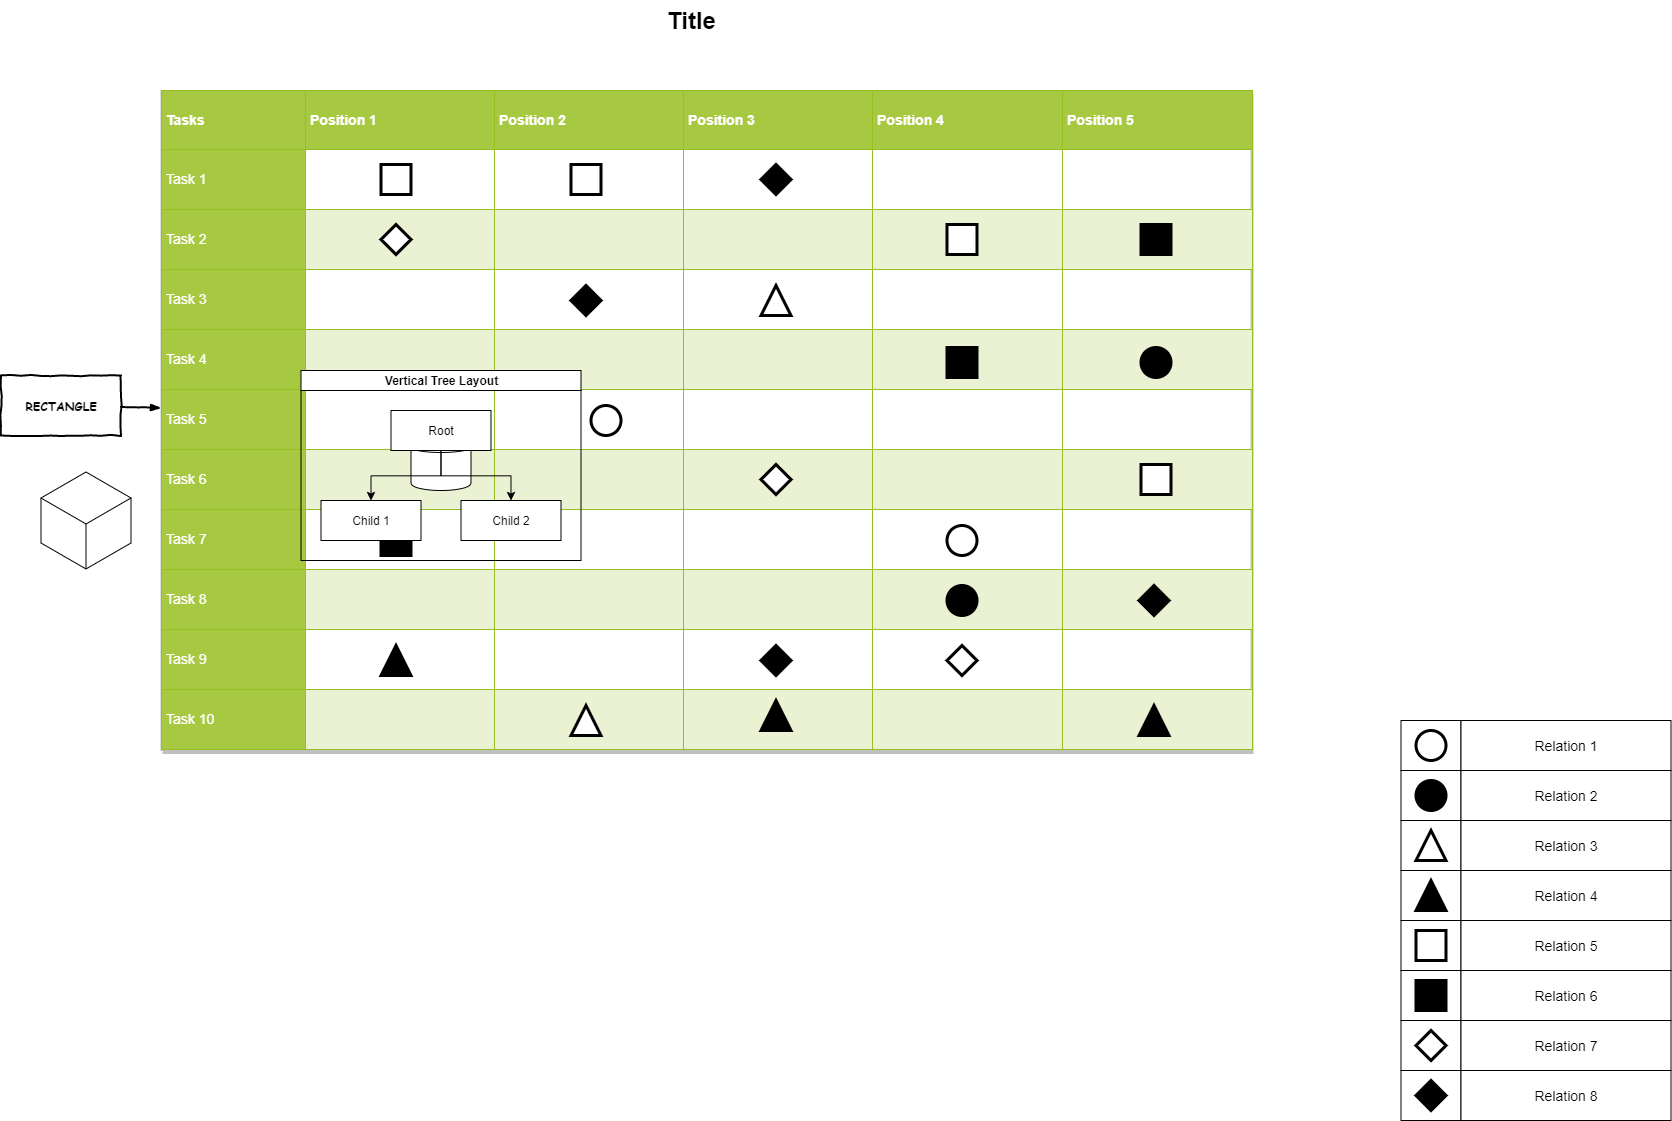 Title
Tasks Position 1 Position 2 Position 3 Position 4 Position 5
Task 1
Task 2
Task 3
Task 4
Vertical Tree Layout
RECTANGLE
Task 5
Root
Task 6
Child 1 Child 2
Task 7
Task 8
Task 9
Task 10
Relation 1
Relation 2
Relation 3
Relation 4
Relation 5
Relation 6
Relation 7
Relation 8